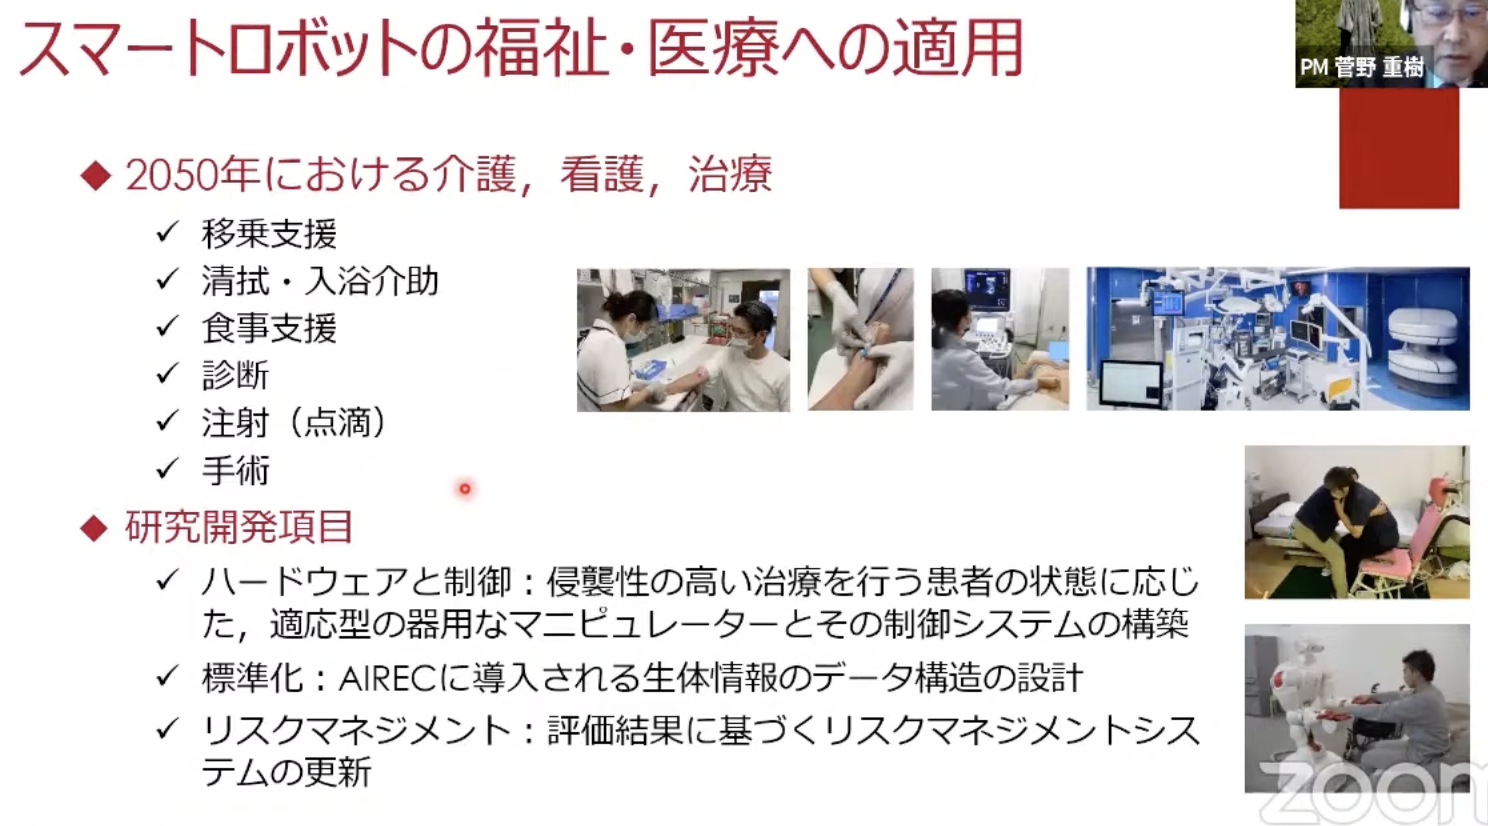 スマートロボットの福祉・医療への適用
PM 菅野 重樹
◆ 2050年における介護，看護，治療
✓ 移乗支援
✓ 清拭・入浴介助
✓ 食事支援
✓ 診断
✓ 注射（点滴）
✓ 手術
◆ 研究開発項目
✓ ハードウェアと制御：侵襲性の高い治療を行う患者の状態に応じ
た，適応型の器用なマニピュレーターとその制御システムの構築
✓ 標準化：AIRECに導入される生体情報のデータ構造の設計
✓ リスクマネジメント：評価結果に基づくリスクマネジメントシス
テムの更新
zoom